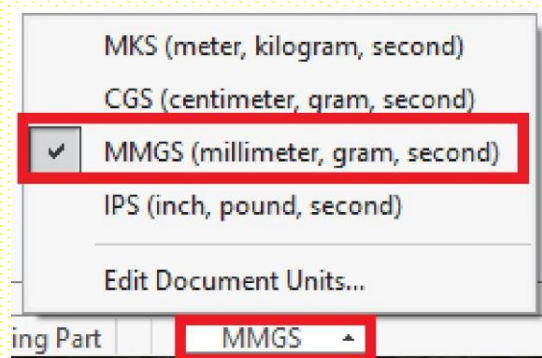 MKS (meter, kilogram, second)
CGS (centimeter, gram, second)
MMGS (millimeter, gram, second)
IPS (inch, pound, second)
Edit Document Units...
ing Part MMGS